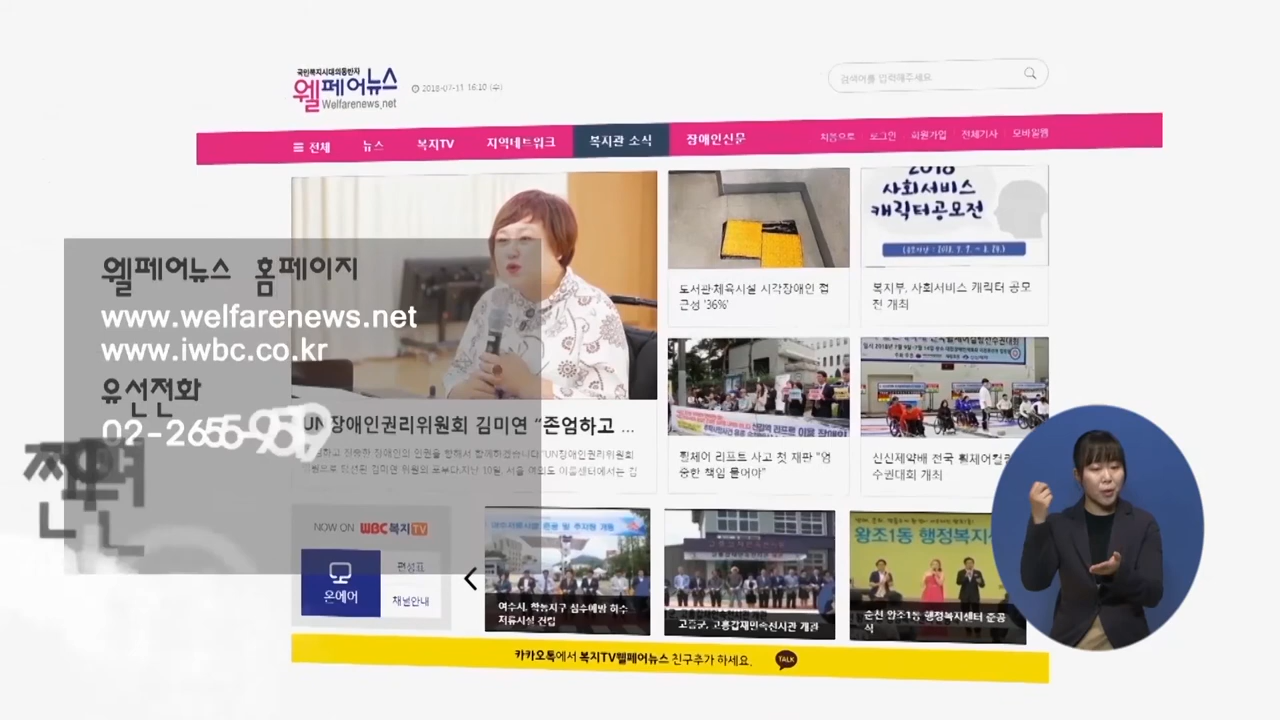 국민복지시대의동반자
웰페어뉴스
Welfarenews.net
2018-07-11 16:10 (수)
검색어를 입력해주세요
전체 뉴스 복지TV 지역네트워크 복지관 소식 장애인신문
처음으로 로그인 회원가입 전체기사 모바일웹
웰페어뉴스 홈페이지
www.welfarenews.net
www.iwbc.co.kr
유선전화
02-2655-959
UN장애인권리위원회 김미연 “존엄하고 ...
도서관·체육시설 시각장애인 접
근성 '36%'
2018
사회서비스
캐릭터공모전
복지부, 사회서비스 캐릭터 공모
전 개최
휠체어 리프트 사고 첫 재판 “엄
중한 책임 물어야”
신신제약배 전국 휠체어컬링
수권대회 개최
NOW ON WBC복지TV
온에어
편성표
채널안내
여수시, 학동지구 침수예방 하수
저류시설 건립
고흥군, 고흥갑재민속전시관 개관
왕조1동 행정복지센
순천 왕조1동 행정복지센터 준공
식
카카오톡에서 복지TV웰페어뉴스 친구추가 하세요.
TALK